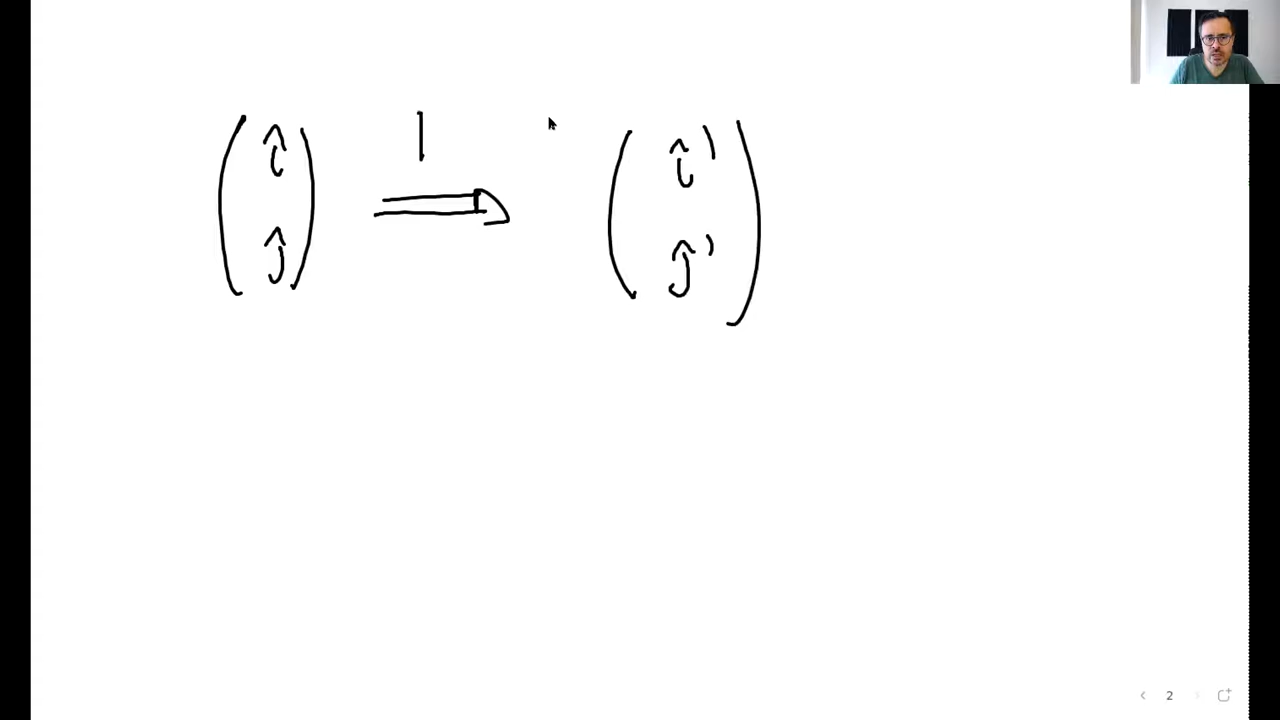 ( î ) | ⇒ ( î' )
( ĵ ) ( ĵ' )
2